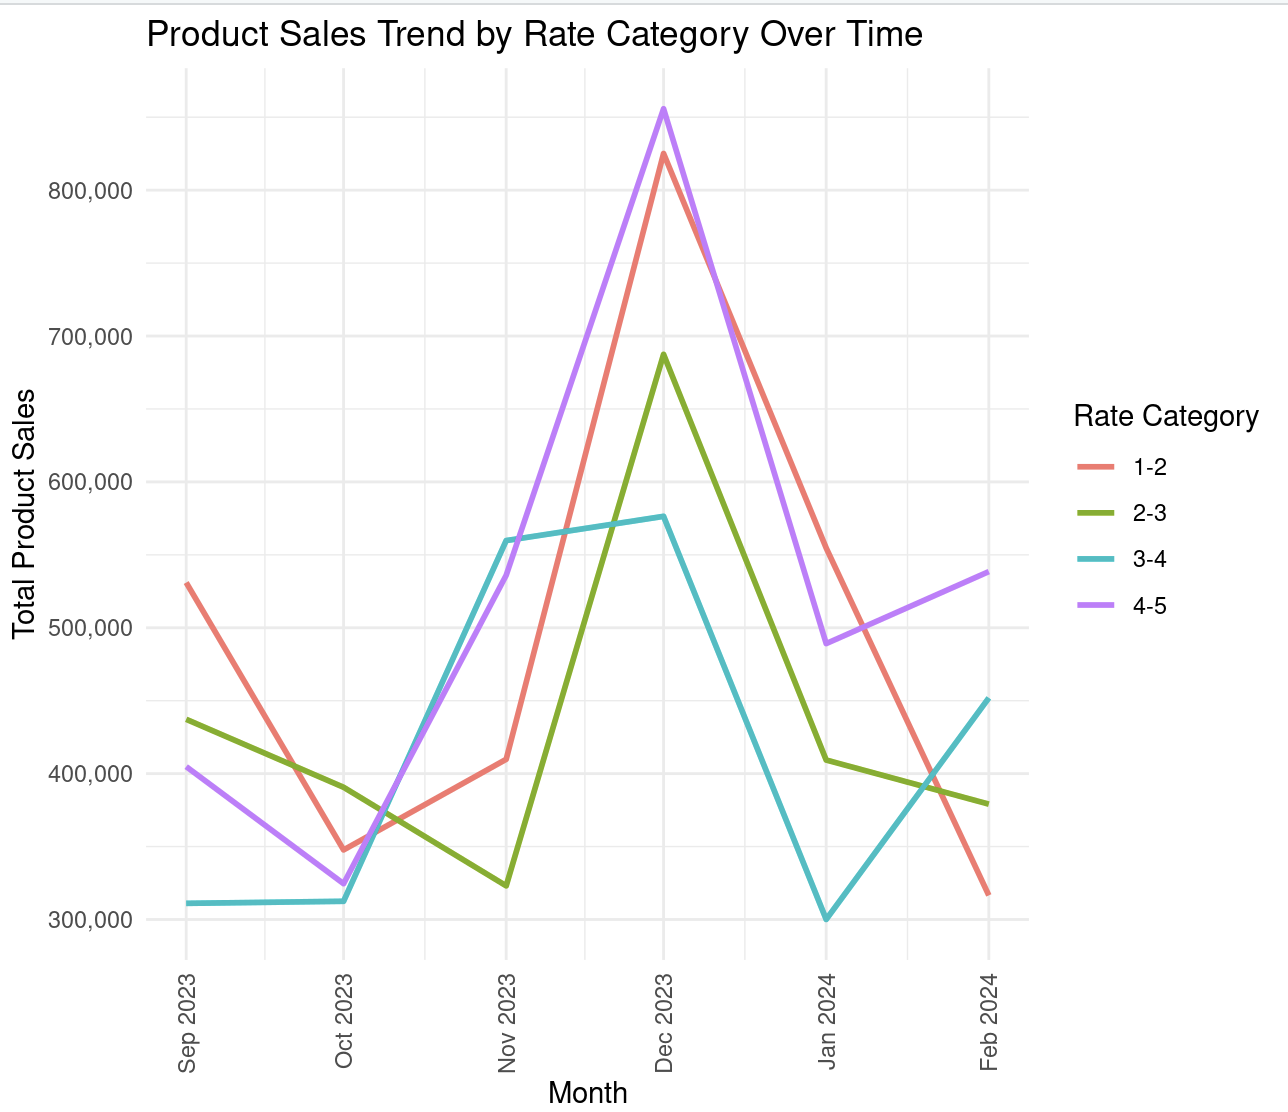 Product Sales Trend by Rate Category Over Time
Total Product Sales
800,000
700,000
600,000
500,000
400,000
300,000
Sep 2023
Oct 2023
Nov 2023
Dec 2023
Jan 2024
Feb 2024
Month
Rate Category
1-2
2-3
3-4
4-5